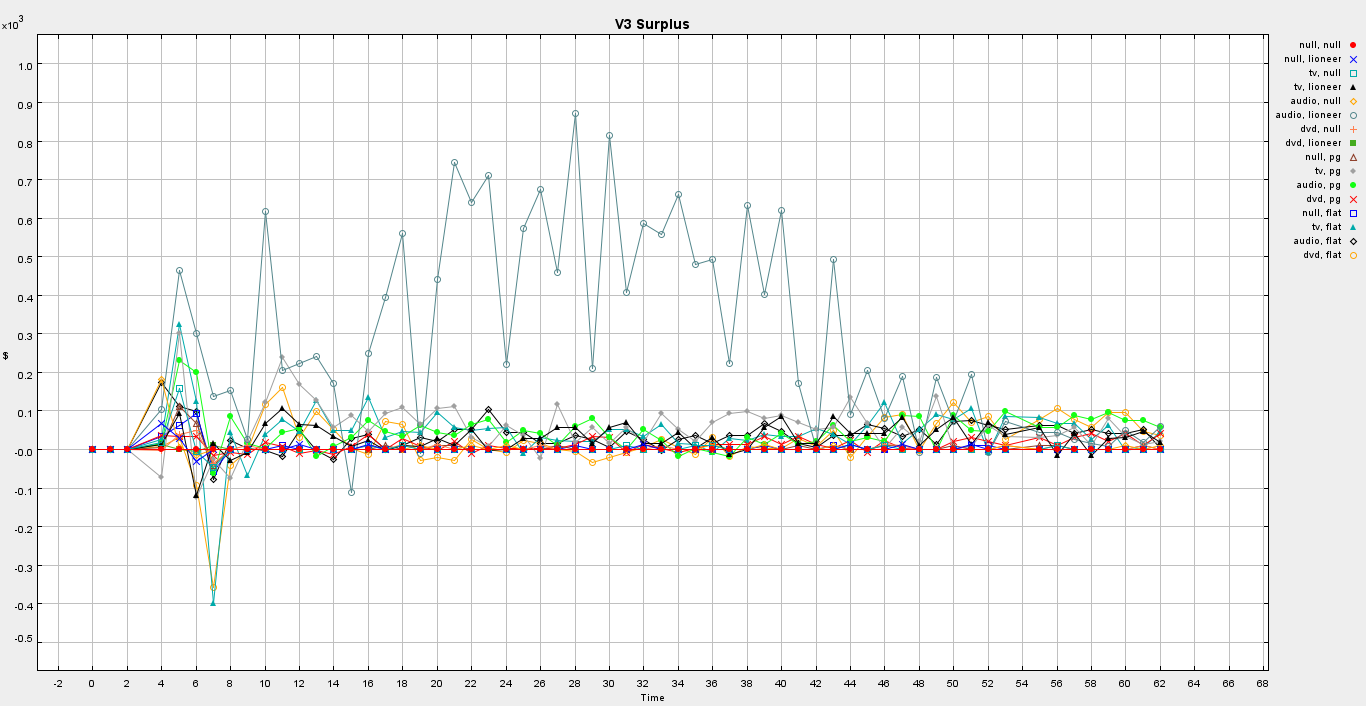 V3 Surplus
×10³
1.0
0.9
0.8
0.7
0.6
0.5
0.4
0.3
0.2
0.1
-0.0
-0.1
-0.2
-0.3
-0.4
-0.5
$
-2 0 2 4 6 8 10 12 14 16 18 20 22 24 26 28 30 32 34 36 38 40 42 44 46 48 50 52 54 56 58 60 62 64 66 68
Time
null, null
null, lioneer
tv, null
tv, lioneer
audio, null
audio, lioneer
dvd, null
dvd, lioneer
null, pg
tv, pg
audio, pg
dvd, pg
null, flat
tv, flat
audio, flat
dvd, flat